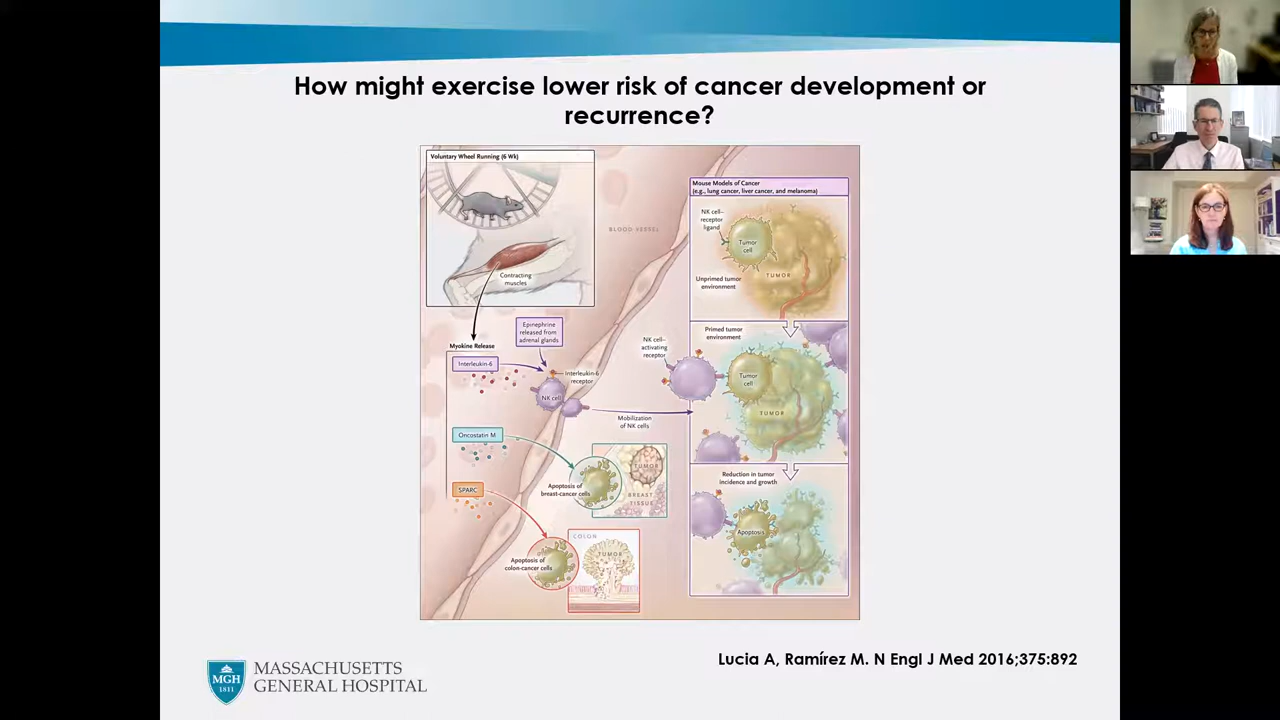 How might exercise lower risk of cancer development or
recurrence?
Voluntary Wheel Running (6 Wk)
Contracting
muscles
Myokine Release
Epinephrine
released from
adrenal glands
Interleukin-6
Interleukin-6
receptor
NK cell
BLOOD VESSEL
Mobilization
of NK cells
Oncostatin M
Apoptosis of
breast-cancer cells
TUMOR
BREAST
TISSUE
SPARC
Apoptosis of
colon-cancer cells
COLON
TUMOR
Mouse Models of Cancer
(e.g., lung cancer, liver cancer, and melanoma)
NK cell–
receptor
ligand
Tumor
cell
TUMOR
Unprimed tumor
environment
Primed tumor
environment
NK cell–
activating
receptor
Tumor
cell
TUMOR
Reduction in tumor
incidence and growth
Apoptosis
Lucia A, Ramírez M. N Engl J Med 2016;375:892
MGH
1811
MASSACHUSETTS
GENERAL HOSPITAL